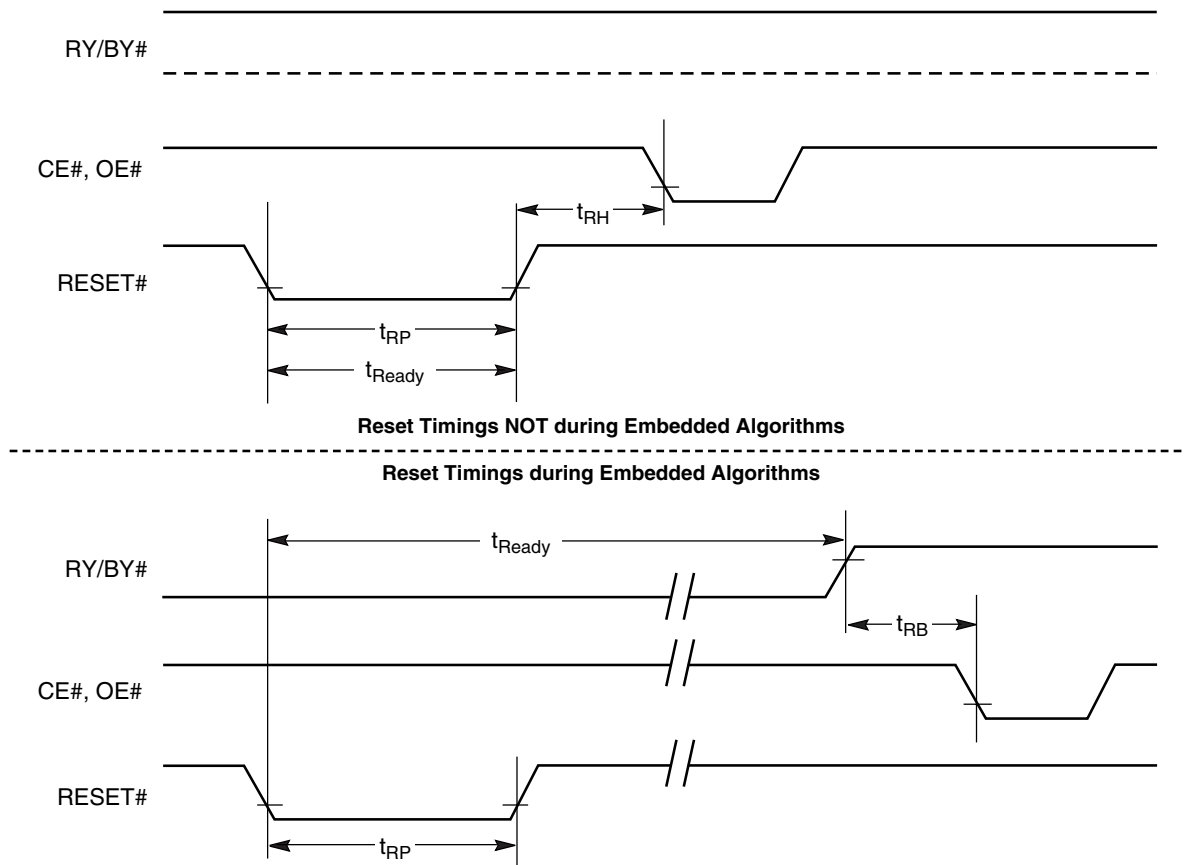 RY/BY#
CE#, OE#
tRH
RESET#
tRP
tReady
Reset Timings NOT during Embedded Algorithms
Reset Timings during Embedded Algorithms
tReady
RY/BY#
tRB
CE#, OE#
RESET#
tRP